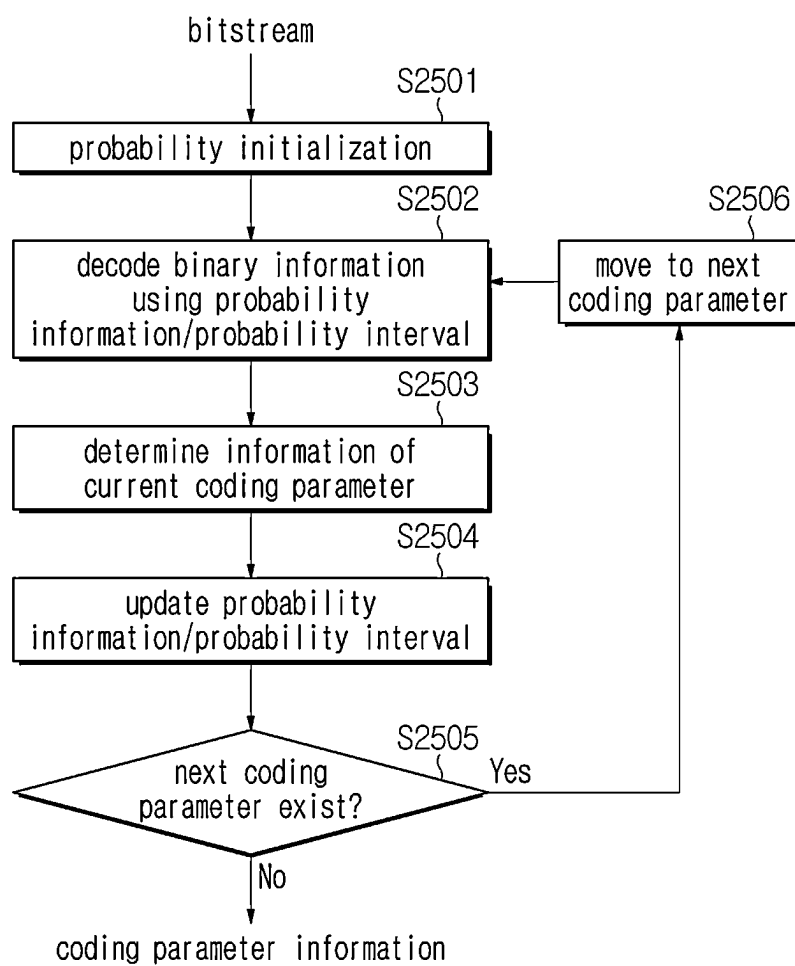 bitstream
S2501
probability initialization
S2502
decode binary information
using probability
information/probability interval
S2506
move to next
coding parameter
S2503
determine information of
current coding parameter
S2504
update probability
information/probability interval
S2505
next coding
parameter exist?
Yes
No
coding parameter information